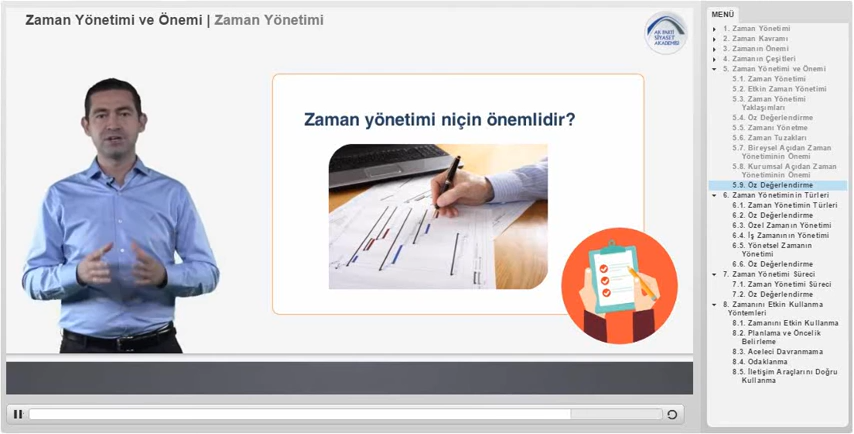 Zaman Yönetimi ve Önemi | Zaman Yönetimi
AK PARTİ
SİYASET
AKADEMİSİ
Zaman yönetimi niçin önemlidir?
MENÜ
1. Zaman Yönetimi
2. Zaman Kavramı
3. Zamanın Önemi
4. Zamanın Çeşitleri
5. Zaman Yönetimi ve Önemi
5.1. Zaman Yönetimi
5.2. Etkin Zaman Yönetimi
5.3. Zaman Yönetimi
Yaklaşımları
5.4. Öz Değerlendirme
5.5. Zamanı Yönetme
5.6. Zaman Tuzakları
5.7. Bireysel Açıdan Zaman
Yönetiminin Önemi
5.8. Kurumsal Açıdan Zaman
Yönetiminin Önemi
5.9. Öz Değerlendirme
6. Zaman Yönetiminin Türleri
6.1. Zaman Yönetimin Türleri
6.2. Öz Değerlendirme
6.3. Özel Zamanın Yönetimi
6.4. İş Zamanının Yönetimi
6.5. Yönetsel Zamanın
Yönetimi
6.6. Öz Değerlendirme
7. Zaman Yönetimi Süreci
7.1. Zaman Yönetimi Süreci
7.2. Öz Değerlendirme
8. Zamanını Etkin Kullanma
Yöntemleri
8.1. Zamanını Etkin Kullanma
8.2. Planlama ve Öncelik
Belirleme
8.3. Aceleci Davranmama
8.4. Odaklanma
8.5. İletişim Araçlarını Doğru
Kullanma